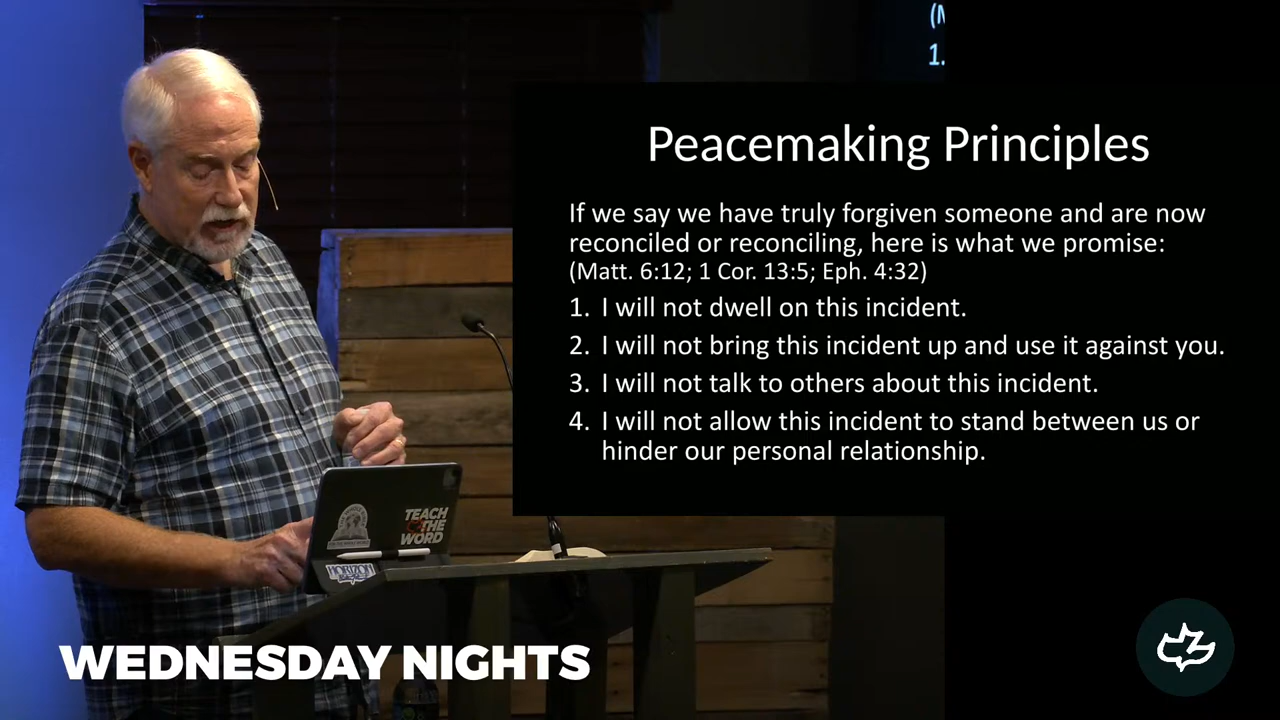 (M
1.
Peacemaking Principles
If we say we have truly forgiven someone and are now
reconciled or reconciling, here is what we promise:
(Matt. 6:12; 1 Cor. 13:5; Eph. 4:32)
1. I will not dwell on this incident.
2. I will not bring this incident up and use it against you.
3. I will not talk to others about this incident.
4. I will not allow this incident to stand between us or
hinder our personal relationship.
TEACH
THE
WORD
HORIZON
WEDNESDAY NIGHTS